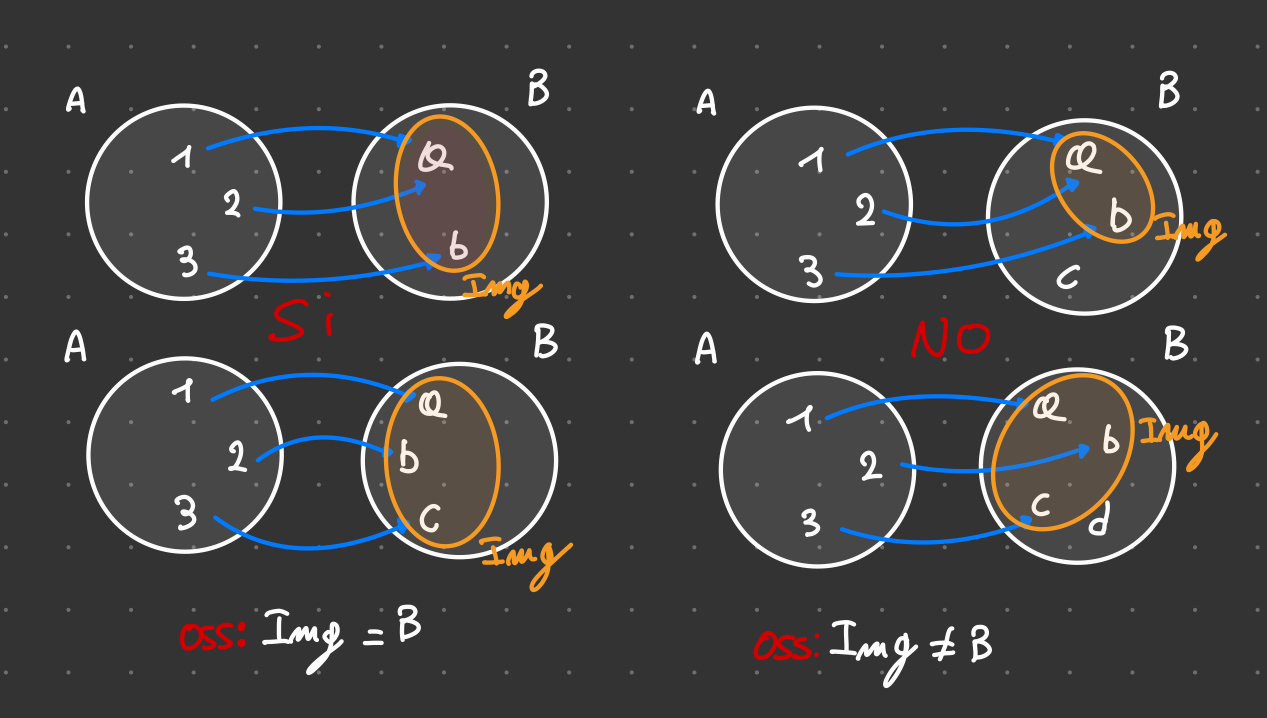 A B
1 a
2
3 b
Img
Si
A B
1 a
2 b
3 c
Img
oss: Img = B
A B
1 a
2 b
Img
3 c
NO
A B
1 a
b Img
2
3 c d
oss: Img ≠ B